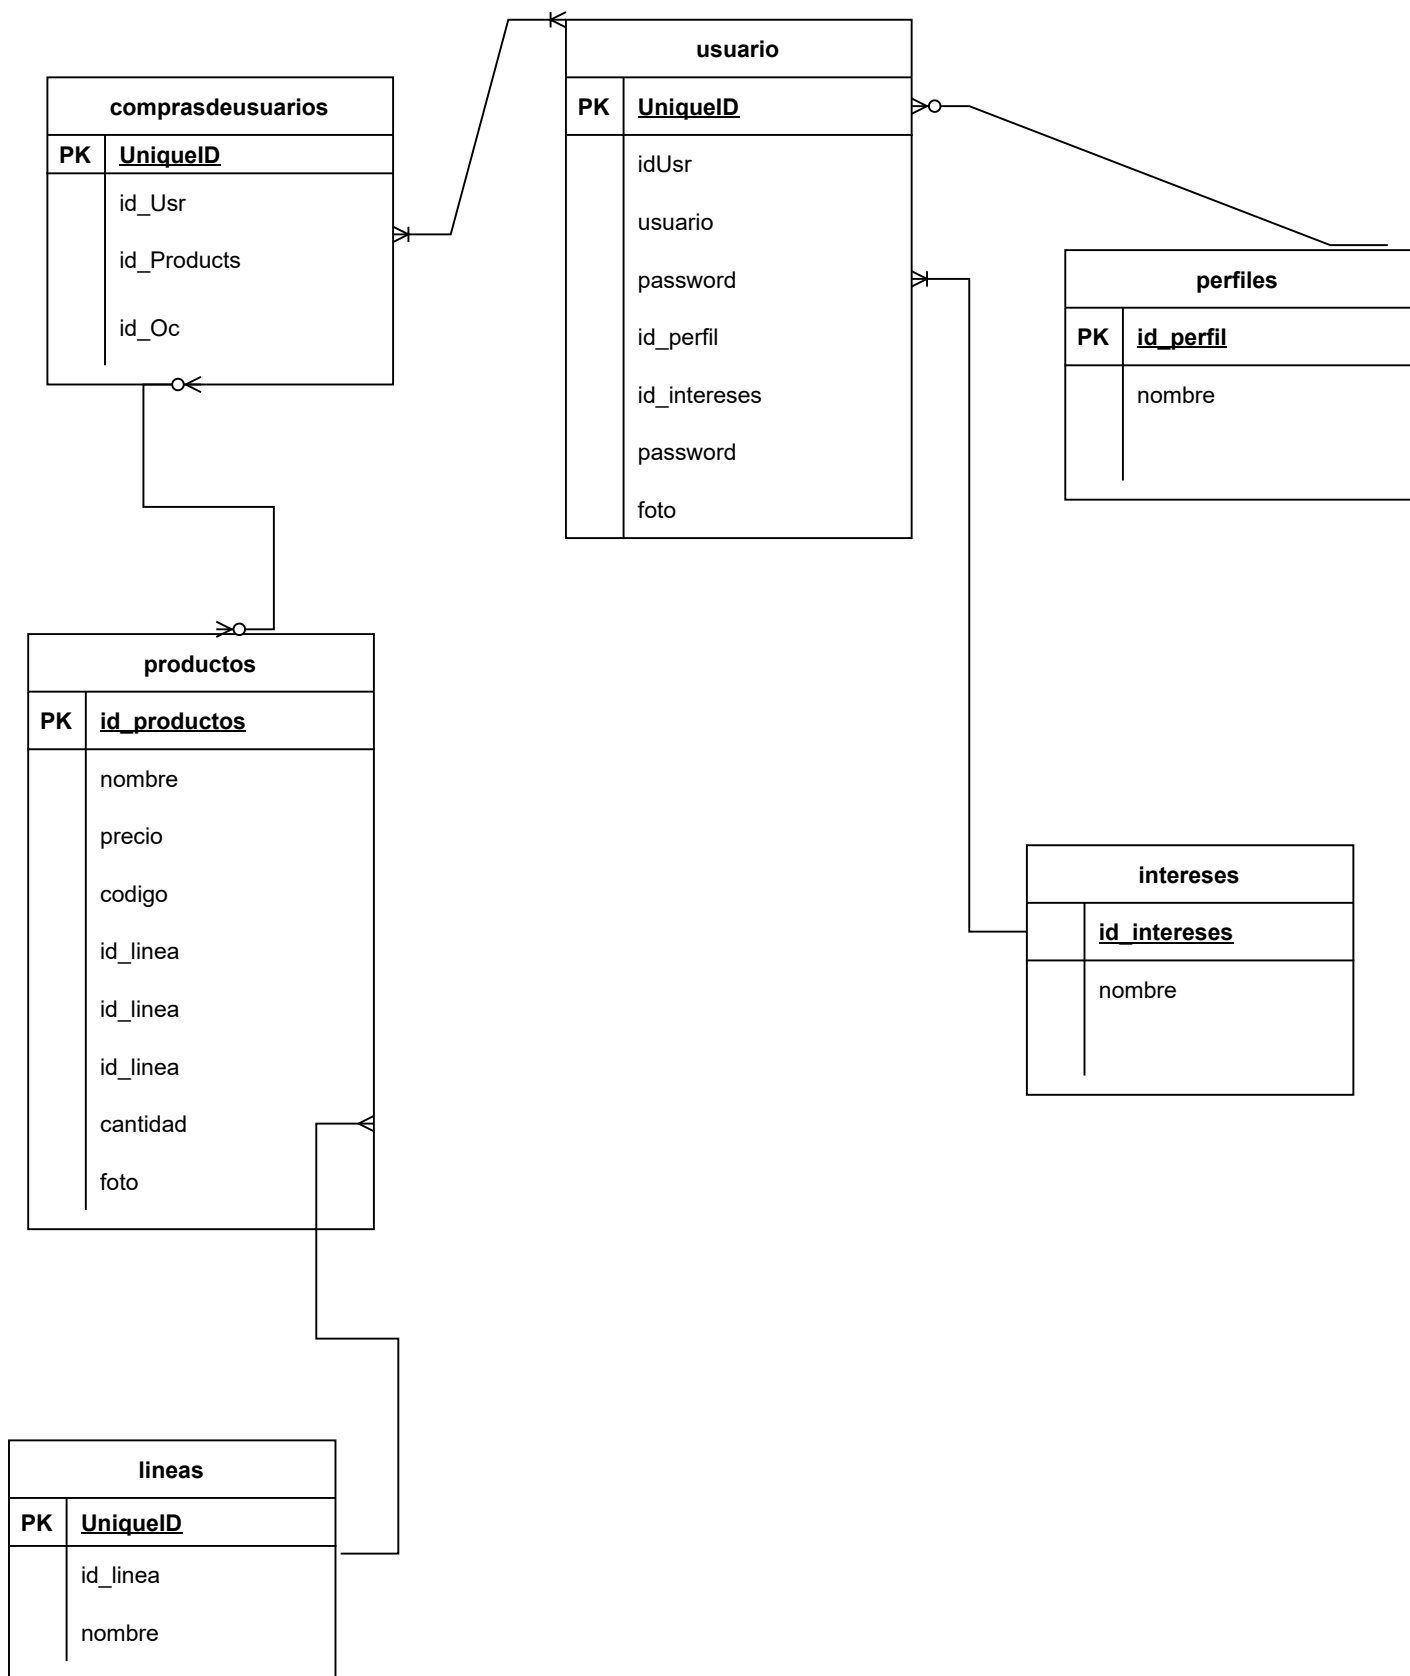 comprasdeusuarios
PK UniqueID
id_Usr
id_Products
id_Oc
usuario
PK UniqueID
idUsr
usuario
password
id_perfil
id_intereses
password
foto
perfiles
PK id_perfil
nombre
productos
PK id_productos
nombre
precio
codigo
id_linea
id_linea
id_linea
cantidad
foto
intereses
id_intereses
nombre
lineas
PK UniqueID
id_linea
nombre